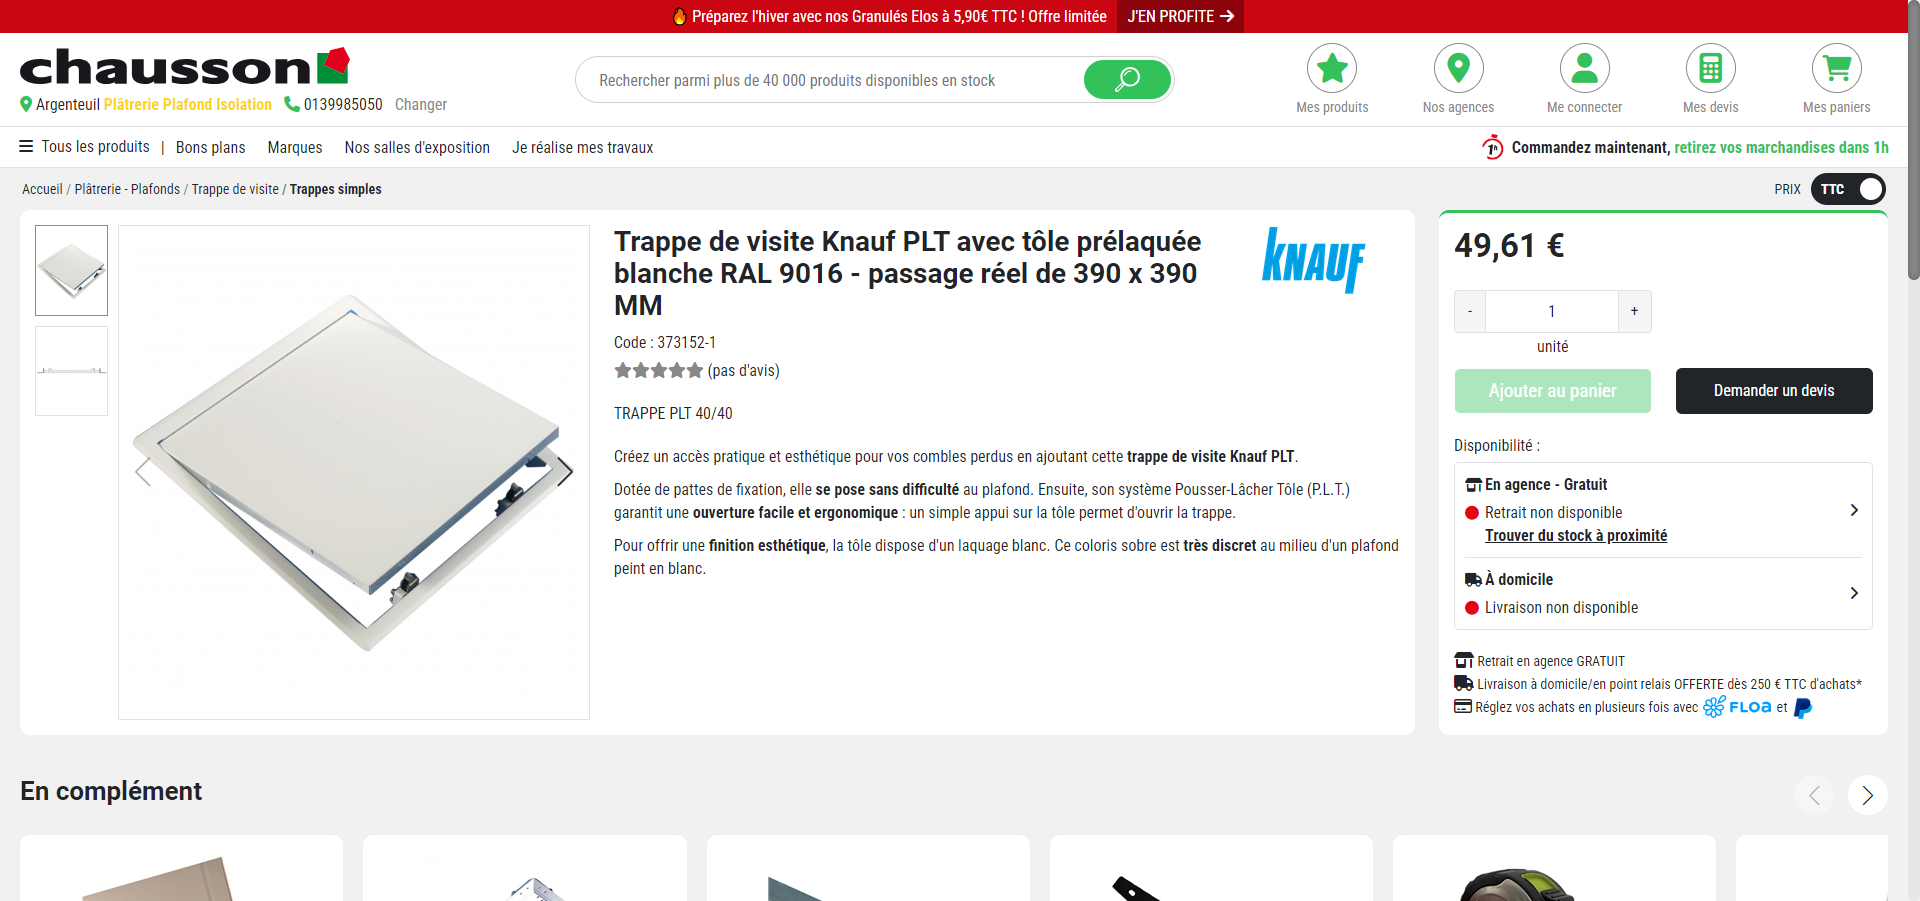 Préparez l'hiver avec nos Granulés Elos à 5,90€ TTC ! Offre limitée J'EN PROFITE
chausson
Argenteuil Plâtrerie Plafond Isolation 0139985050 Changer
Rechercher parmi plus de 40 000 produits disponibles en stock
Mes produits
Nos agences
Me connecter
Mes devis
Mes paniers
Tous les produits | Bons plans Marques Nos salles d'exposition Je réalise mes travaux
1h Commandez maintenant, retirez vos marchandises dans 1h
Accueil / Plâtrerie - Plafonds / Trappe de visite / Trappes simples
PRIX TTC
Trappe de visite Knauf PLT avec tôle prélaquée
blanche RAL 9016 - passage réel de 390 x 390
MM
KNAUF
Code : 373152-1
(pas d'avis)
TRAPPE PLT 40/40
Créez un accès pratique et esthétique pour vos combles perdus en ajoutant cette trappe de visite Knauf PLT.
Dotée de pattes de fixation, elle se pose sans difficulté au plafond. Ensuite, son système Pousser-Lâcher Tôle (P.L.T.)
garantit une ouverture facile et ergonomique : un simple appui sur la tôle permet d'ouvrir la trappe.
Pour offrir une finition esthétique, la tôle dispose d'un laquage blanc. Ce coloris sobre est très discret au milieu d'un plafond
peint en blanc.
49,61 €
- 1 +
unité
Ajouter au panier
Demander un devis
Disponibilité :
En agence - Gratuit
Retrait non disponible
Trouver du stock à proximité
À domicile
Livraison non disponible
Retrait en agence GRATUIT
Livraison à domicile/en point relais OFFERTE dès 250 € TTC d'achats*
Réglez vos achats en plusieurs fois avec FLOA et
En complément